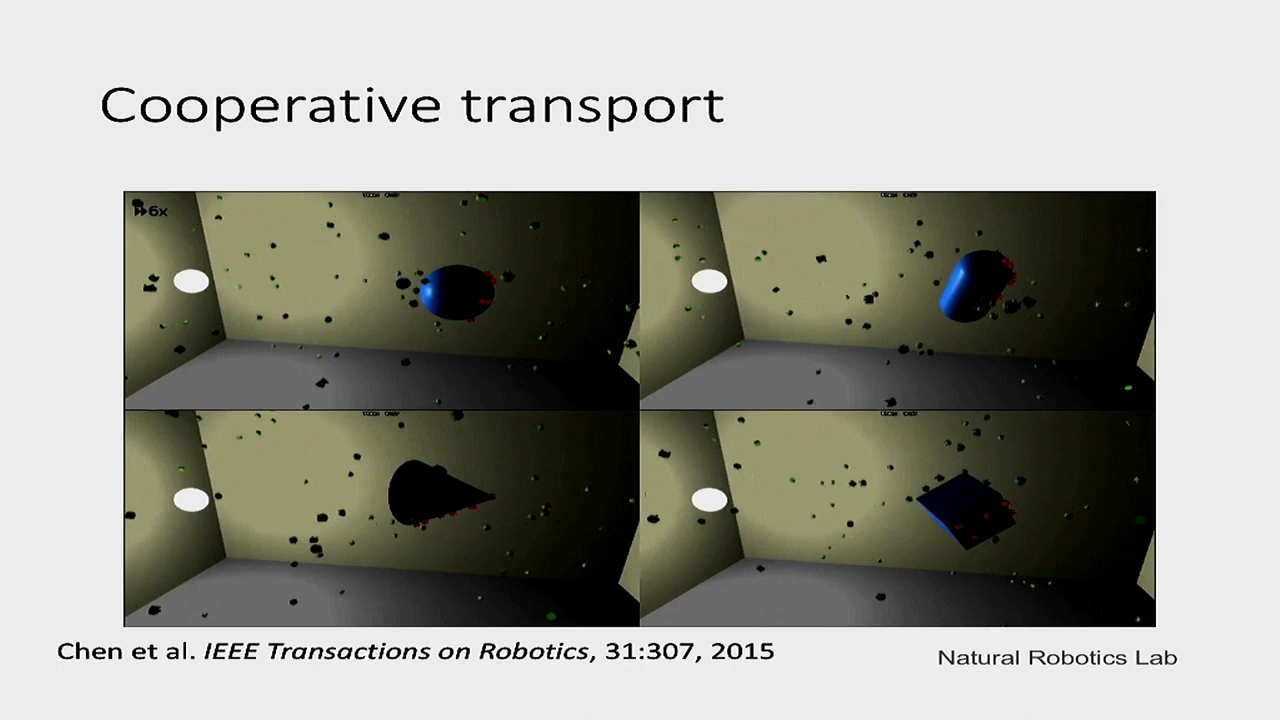 Cooperative transport
6x
Chen et al. IEEE Transactions on Robotics, 31:307, 2015
Natural Robotics Lab